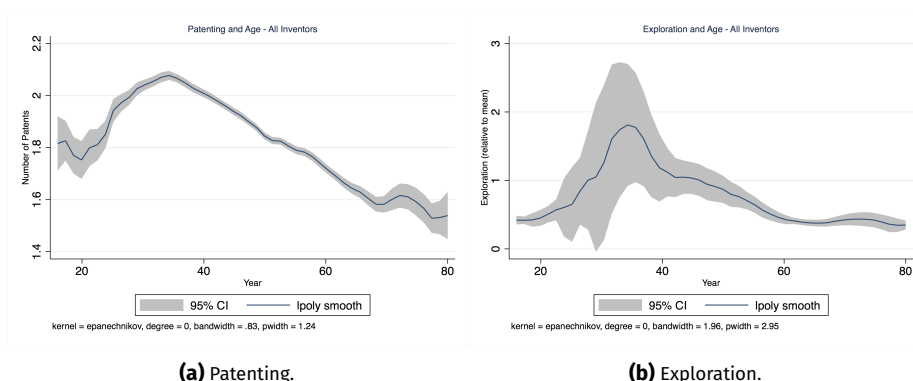 Patenting and Age - All Inventors
Number of Patents
2.2
2
1.8
1.6
1.4
20 40 60 80
Year
95% CI lpoly smooth
kernel = epanechnikov, degree = 0, bandwidth = .83, pwidth = 1.24
(a) Patenting.
Exploration and Age - All Inventors
Exploration (relative to mean)
3
2
1
0
20 40 60 80
Year
95% CI lpoly smooth
kernel = epanechnikov, degree = 0, bandwidth = 1.96, pwidth = 2.95
(b) Exploration.